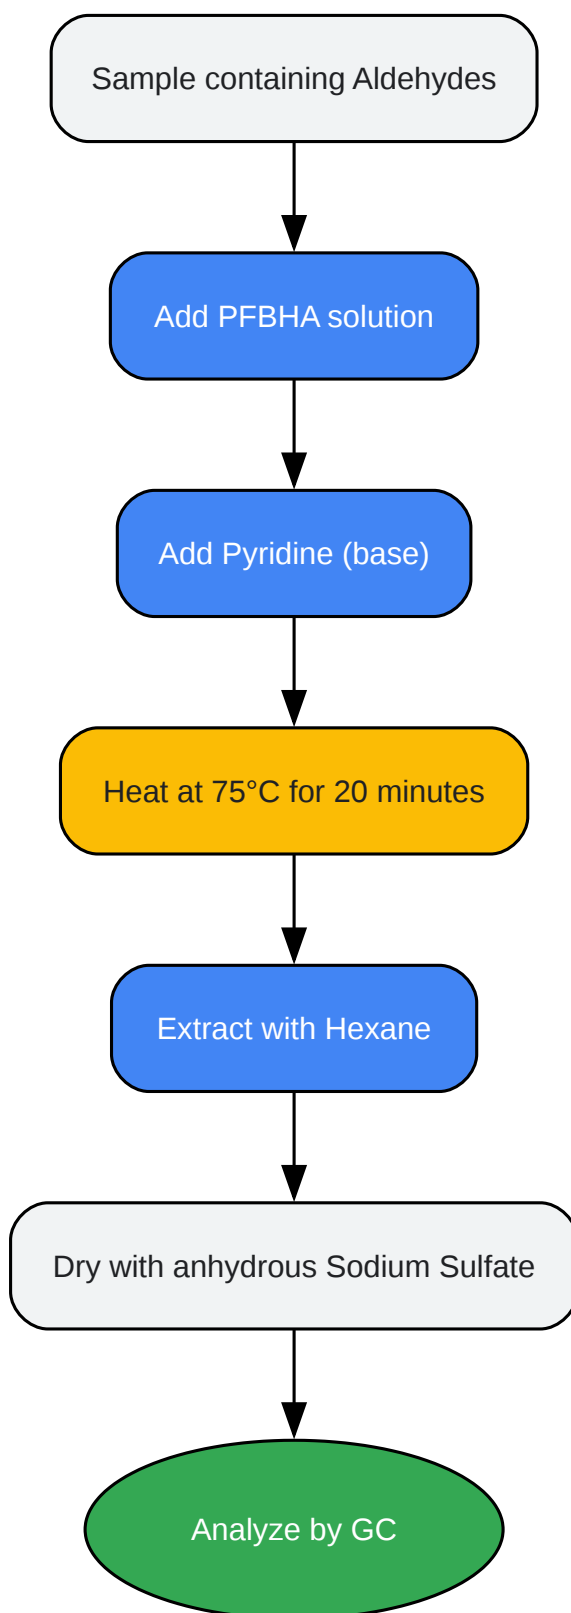 Sample containing Aldehydes
Add PFBHA solution
Add Pyridine (base)
Heat at 75°C for 20 minutes
Extract with Hexane
Dry with anhydrous Sodium Sulfate
Analyze by GC